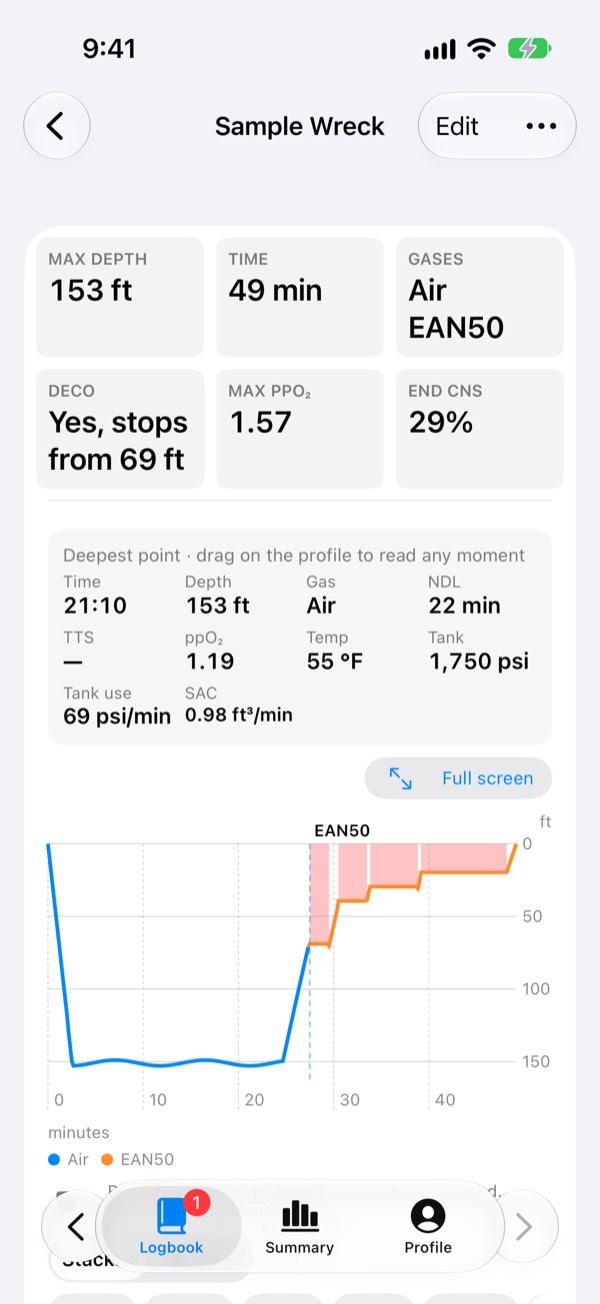 9:41
Sample Wreck
Edit
MAX DEPTH
153 ft
TIME
49 min
GASES
Air
EAN50
DECO
Yes, stops
from 69 ft
MAX PPO₂
1.57
END CNS
29%
Deepest point · drag on the profile to read any moment
Time
21:10
Depth
153 ft
Gas
Air
NDL
22 min
TTS
—
ppO₂
1.19
Temp
55 °F
Tank
1,750 psi
Tank use
69 psi/min
SAC
0.98 ft³/min
Full screen
EAN50
ft
0
50
100
150
0 10 20 30 40
minutes
Air EAN50
1
Logbook
Summary
Profile